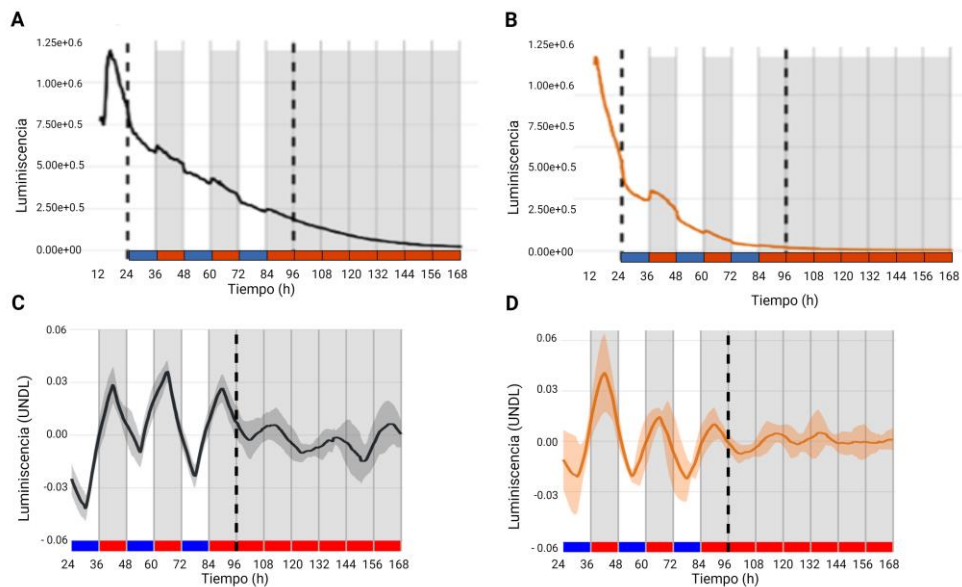 A
1.25e+0.6
1.00e+0.6
7.50e+0.5
5.00e+0.5
2.50e+0.5
0.00e+00
Luminiscencia
12 24 36 48 60 72 84 96 108 120 132 144 156 168
Tiempo (h)
B
1.25e+0.6
1.00e+0.6
7.50e+0.5
5.00e+0.5
2.50e+0.5
0.00e+00
Luminiscencia
12 24 36 48 60 72 84 96 108 120 132 144 156 168
Tiempo (h)
C
0.06
0.03
0.00
-0.03
- 0.06
Luminiscencia (UNDL)
24 36 48 60 72 84 96 108 120 132 144 156 168
Tiempo (h)
D
0.06
0.03
0.00
-0.03
-0.06
Luminiscencia (UNDL)
24 36 48 60 72 84 96 108 120 132 144 156 168
Tiempo (h)